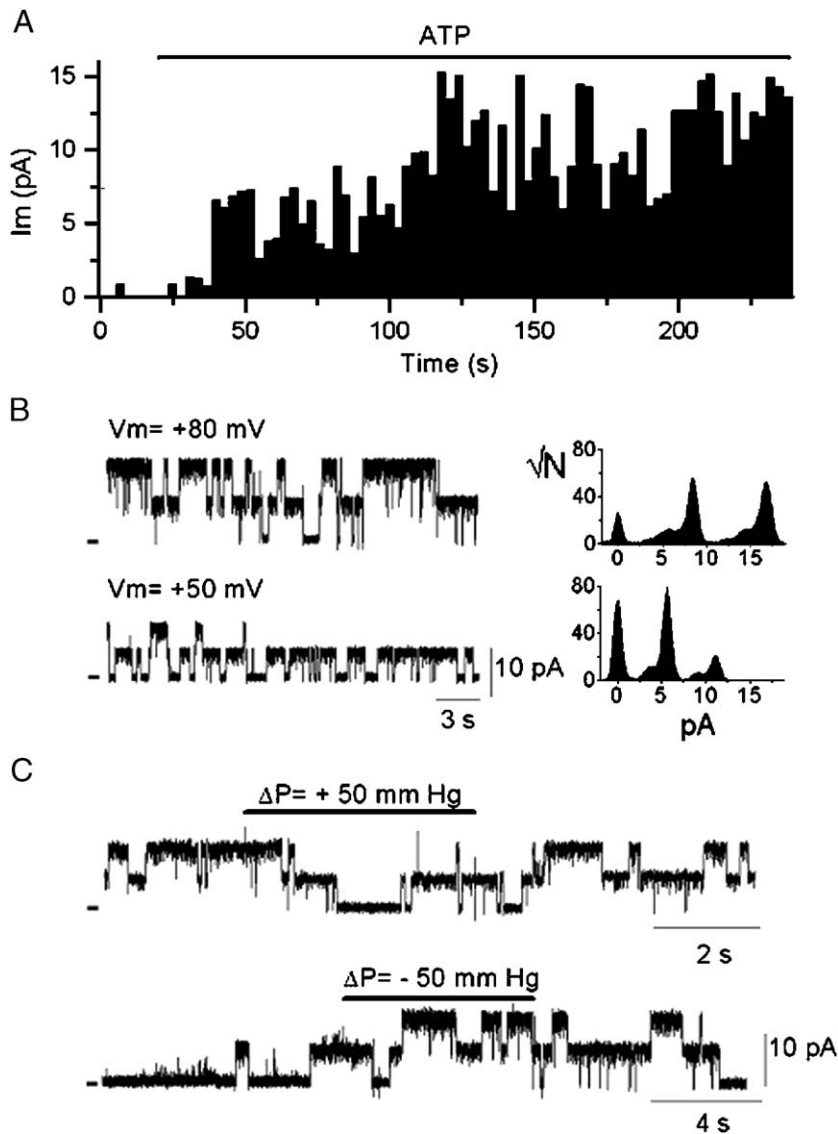 A
ATP
Im (pA)
15
10
5
0
0 50 100 150 200
Time (s)
B
Vm= +80 mV
√N
80
40
0
0 5 10 15
Vm= +50 mV
10 pA
3 s
80
40
0
0 5 10 15
pA
C
ΔP= + 50 mm Hg
2 s
ΔP= - 50 mm Hg
10 pA
4 s